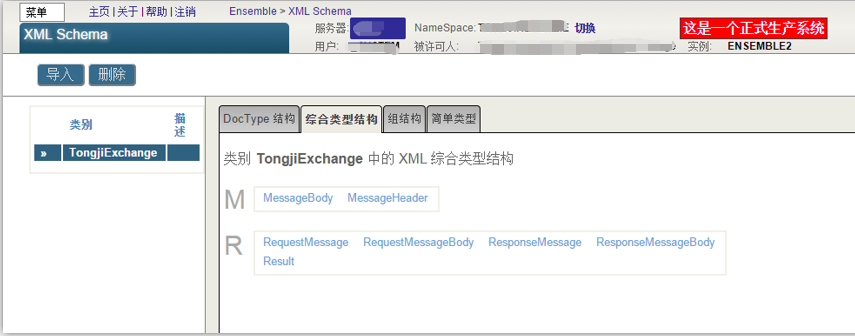 菜单 主页 | 关于 | 帮助 | 注销 Ensemble > XML Schema
XML Schema
服务器: NameSpace: 切换 这是一个正式生产系统
用户: 被许可人: 实例: ENSEMBLE2
导入 删除
类别 描述
» TongjiExchange
DocType 结构 综合类型结构 组结构 简单类型
类别 TongjiExchange 中的 XML 综合类型结构
M MessageBody MessageHeader
R RequestMessage RequestMessageBody ResponseMessage ResponseMessageBody
Result